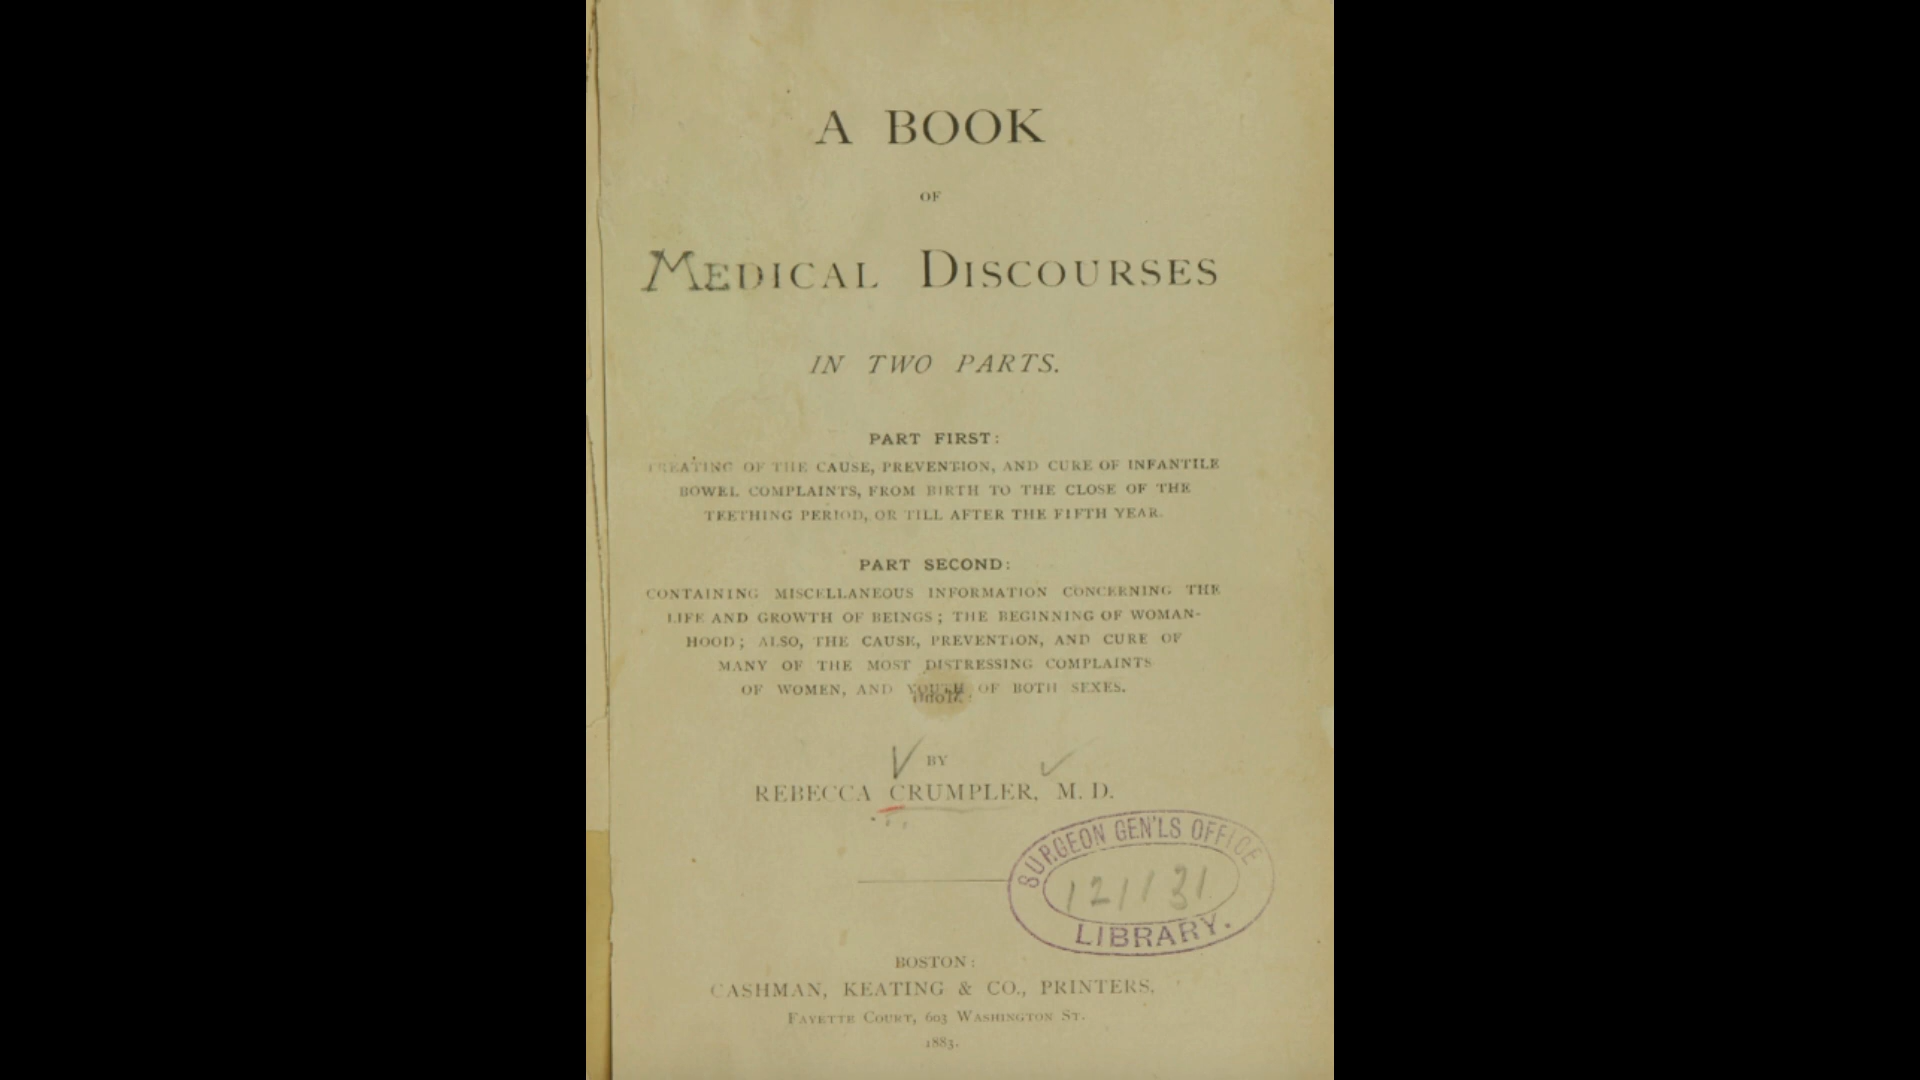 A BOOK
OF
MEDICAL DISCOURSES
IN TWO PARTS.
PART FIRST:
TREATING OF THE CAUSE, PREVENTION, AND CURE OF INFANTILE
BOWEL COMPLAINTS, FROM BIRTH TO THE CLOSE OF THE
TEETHING PERIOD, OR TILL AFTER THE FIFTH YEAR.
PART SECOND:
CONTAINING MISCELLANEOUS INFORMATION CONCERNING THE
LIFE AND GROWTH OF BEINGS; THE BEGINNING OF WOMAN-
HOOD; ALSO, THE CAUSE, PREVENTION, AND CURE OF
MANY OF THE MOST DISTRESSING COMPLAINTS
OF WOMEN, AND YOUTH OF BOTH SEXES.
BY
REBECCA CRUMPLER, M. D.
SURGEON GEN'LS OFFICE
121131
LIBRARY.
BOSTON:
CASHMAN, KEATING & CO., PRINTERS,
FAYETTE COURT, 603 WASHINGTON ST.
1883.